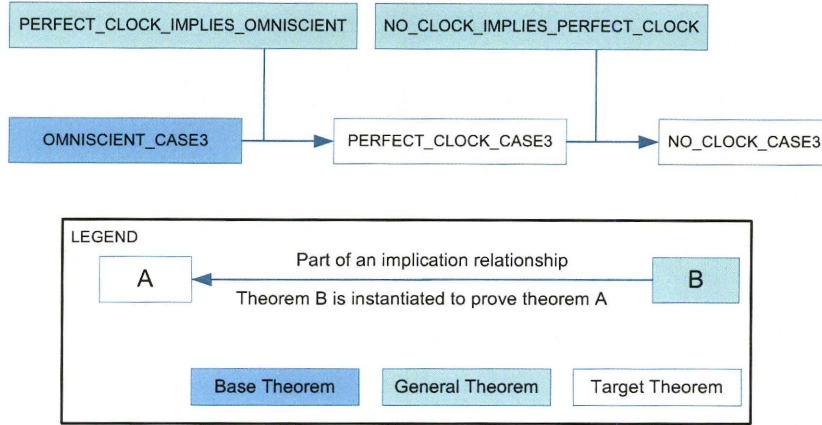 PERFECT_CLOCK_IMPLIES_OMNISCIENT
NO_CLOCK_IMPLIES_PERFECT_CLOCK
OMNISCIENT_CASE3
PERFECT_CLOCK_CASE3
NO_CLOCK_CASE3
LEGEND
A
Part of an implication relationship
Theorem B is instantiated to prove theorem A
B
Base Theorem
General Theorem
Target Theorem